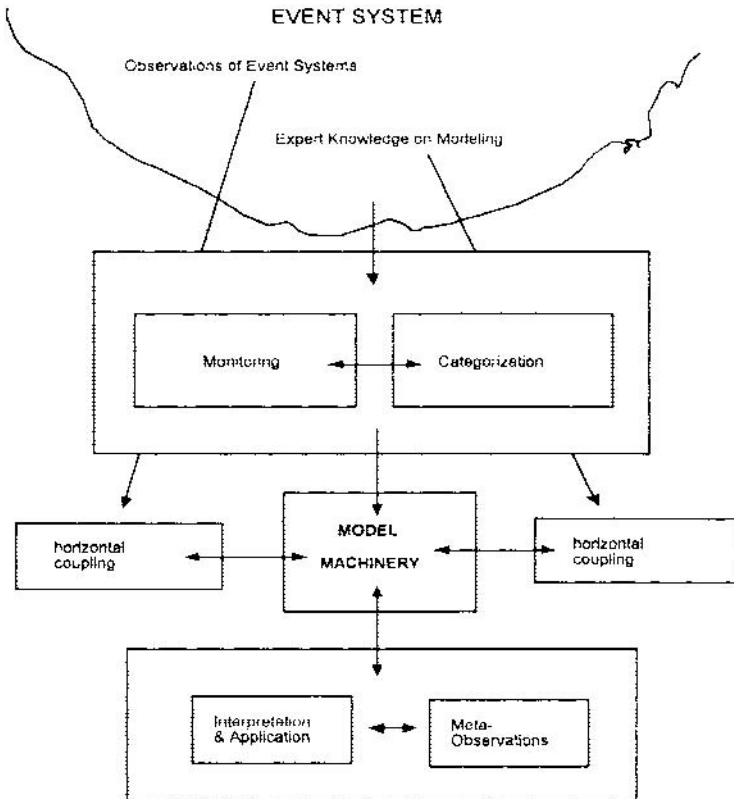 EVENT SYSTEM
Observations of Event Systems
Expert Knowledge on Modeling
Monitoring
Categorization
horizontal
coupling
MODEL
MACHINERY
horizontal
coupling
Interpretation
& Application
Meta-
Observations